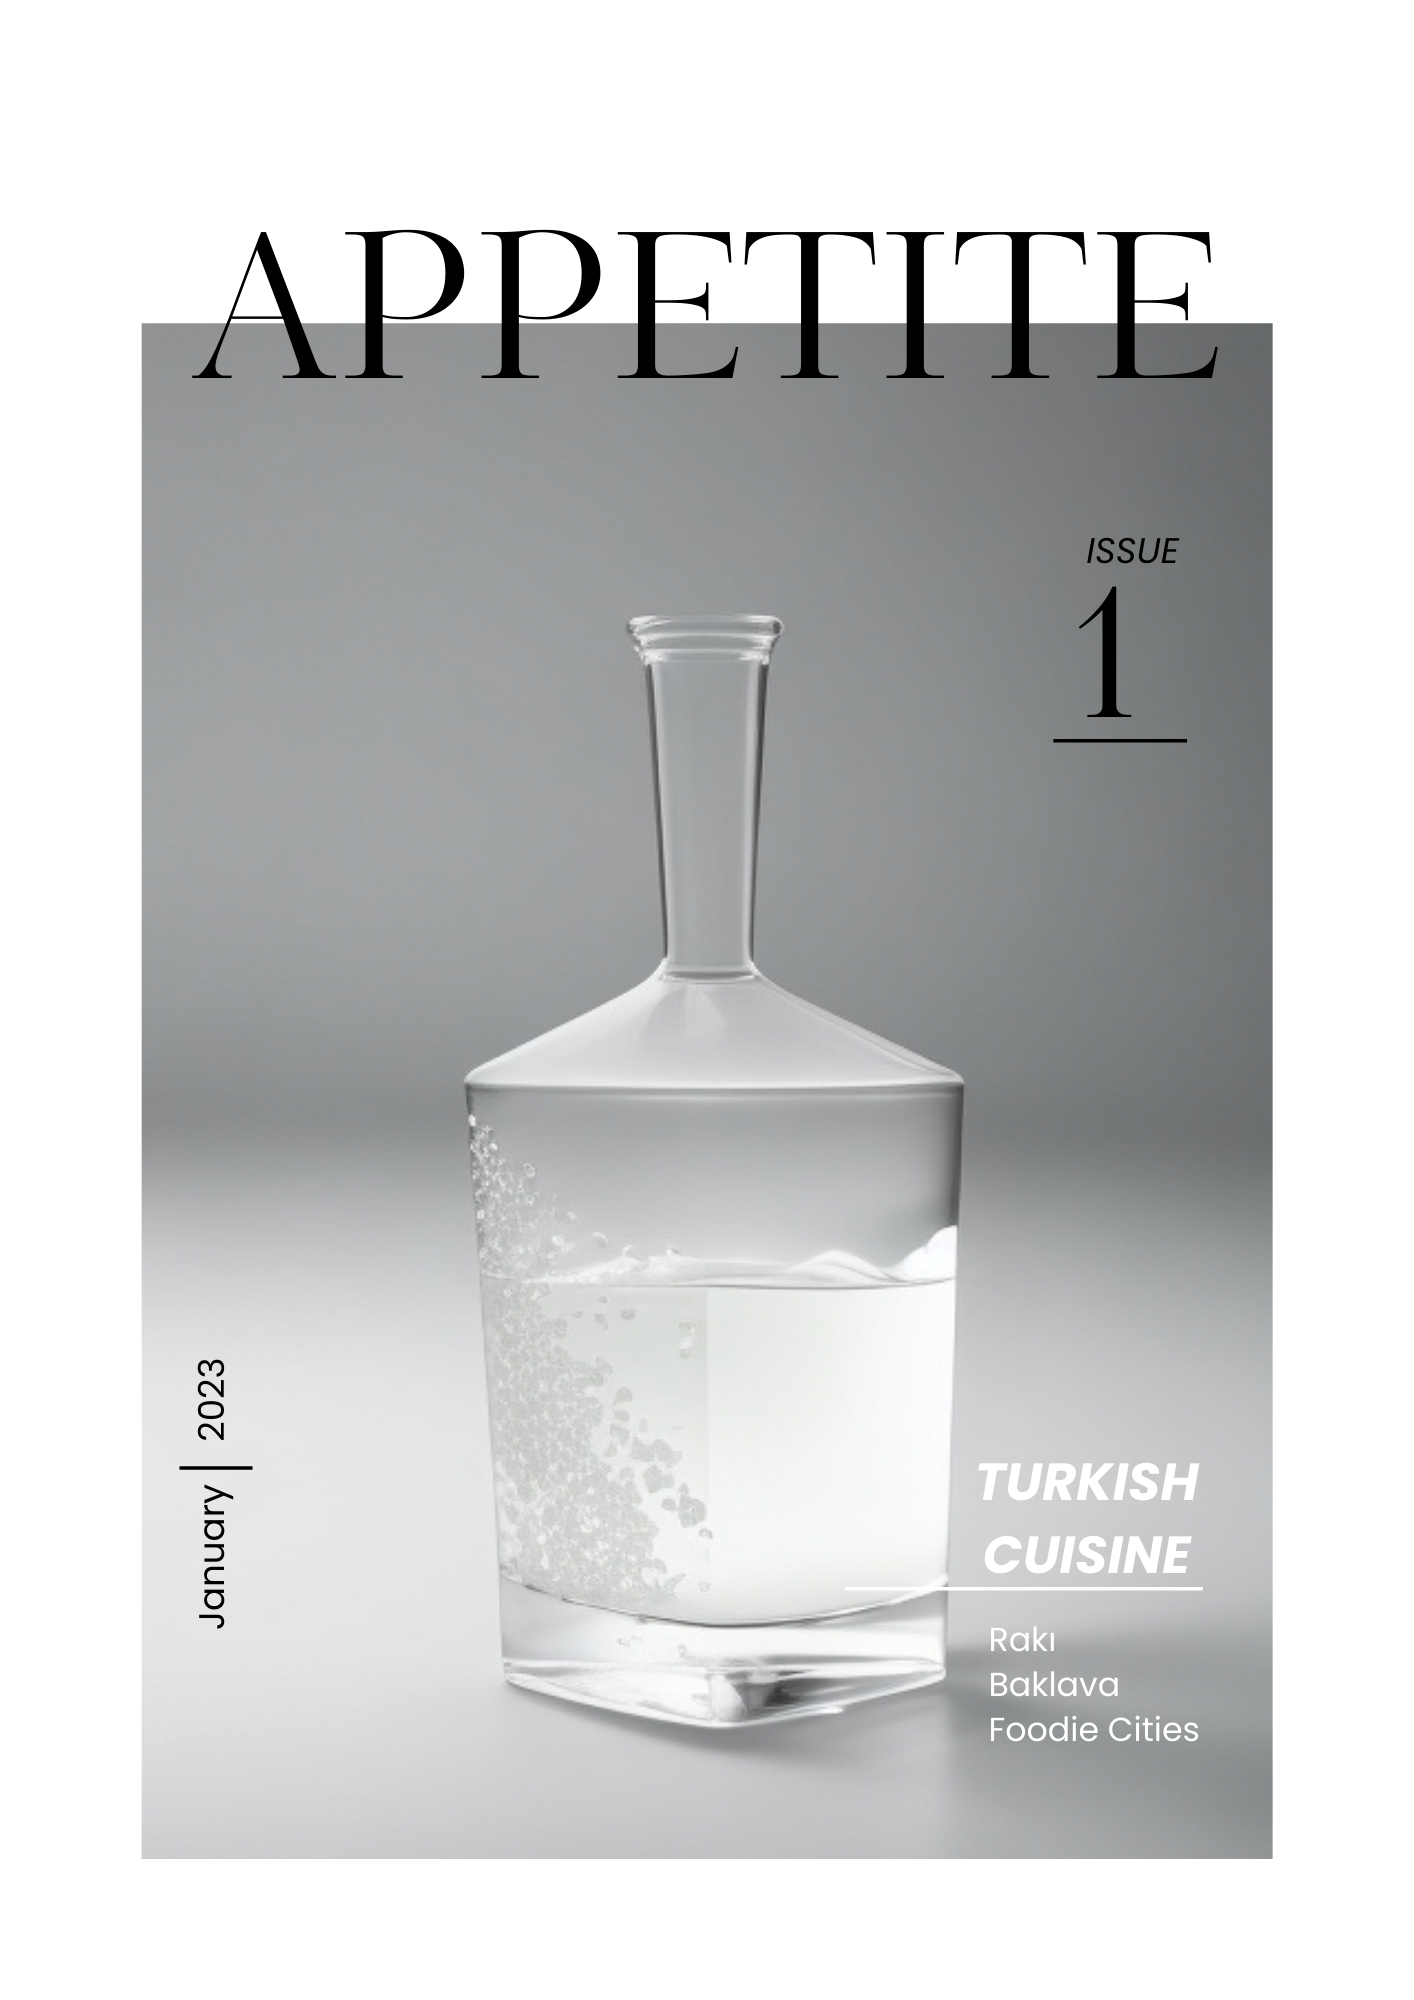 APPETITE
ISSUE
1
January | 2023
TURKISH
CUISINE
Rakı
Baklava
Foodie Cities